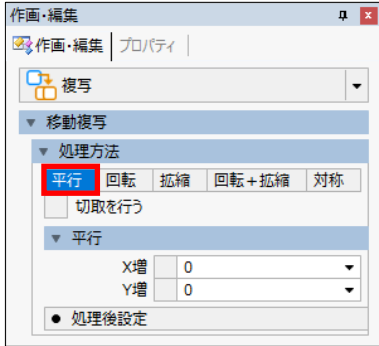 作画・編集
作画・編集 プロパティ
複写
移動複写
処理方法
平行 回転 拡縮 回転+拡縮 対称
切取を行う
平行
X増 0
Y増 0
処理後設定